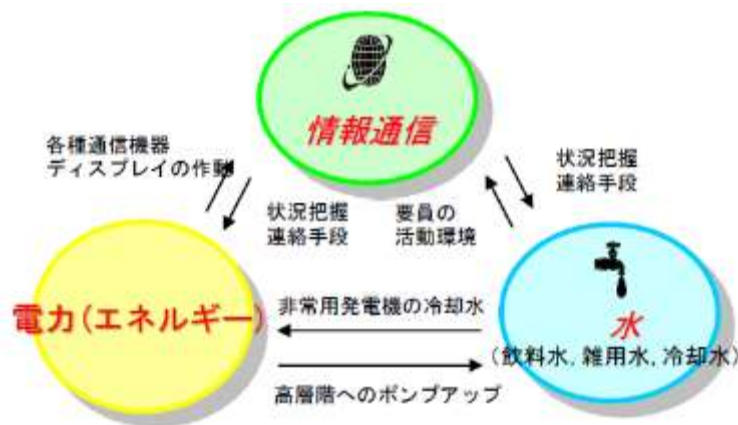 情報通信
各種通信機器
ディスプレイの作動
状況把握
連絡手段
状況把握
連絡手段
要員の
活動環境
電力(エネルギー)
非常用発電機の冷却水
水
(飲料水, 雑用水, 冷却水)
高層階へのポンプアップ